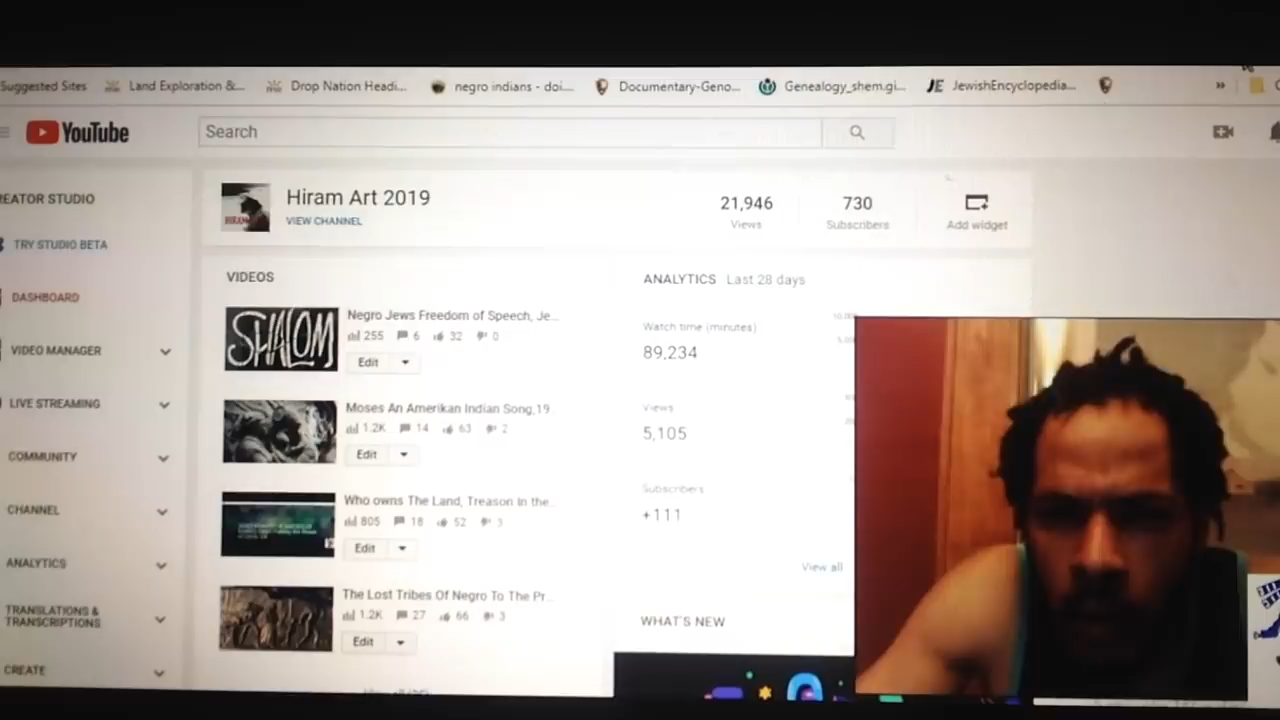 Suggested Sites Land Exploration &... Drop Nation Headi... negro indians - doi... Documentary-Geno... Genealogy_shem.gi... JE JewishEncyclopedia... »
YouTube Search
REATOR STUDIO
TRY STUDIO BETA
DASHBOARD
VIDEO MANAGER
LIVE STREAMING
COMMUNITY
CHANNEL
ANALYTICS
TRANSLATIONS &
TRANSCRIPTIONS
CREATE
HIRAM
Hiram Art 2019
VIEW CHANNEL
21,946
Views
730
Subscribers
Add widget
VIDEOS
SHALOM
Negro Jews Freedom of Speech, Je...
255 6 32 0
Edit
Moses An Amerikan Indian Song,19
1.2K 14 63 2
Edit
Who owns The Land, Treason In the...
805 18 52 3
Edit
The Lost Tribes Of Negro To The Pr...
1.2K 27 66 3
Edit
ANALYTICS Last 28 days
Watch time (minutes)
89,234
Views
5,105
Subscribers
+111
View all
WHAT'S NEW